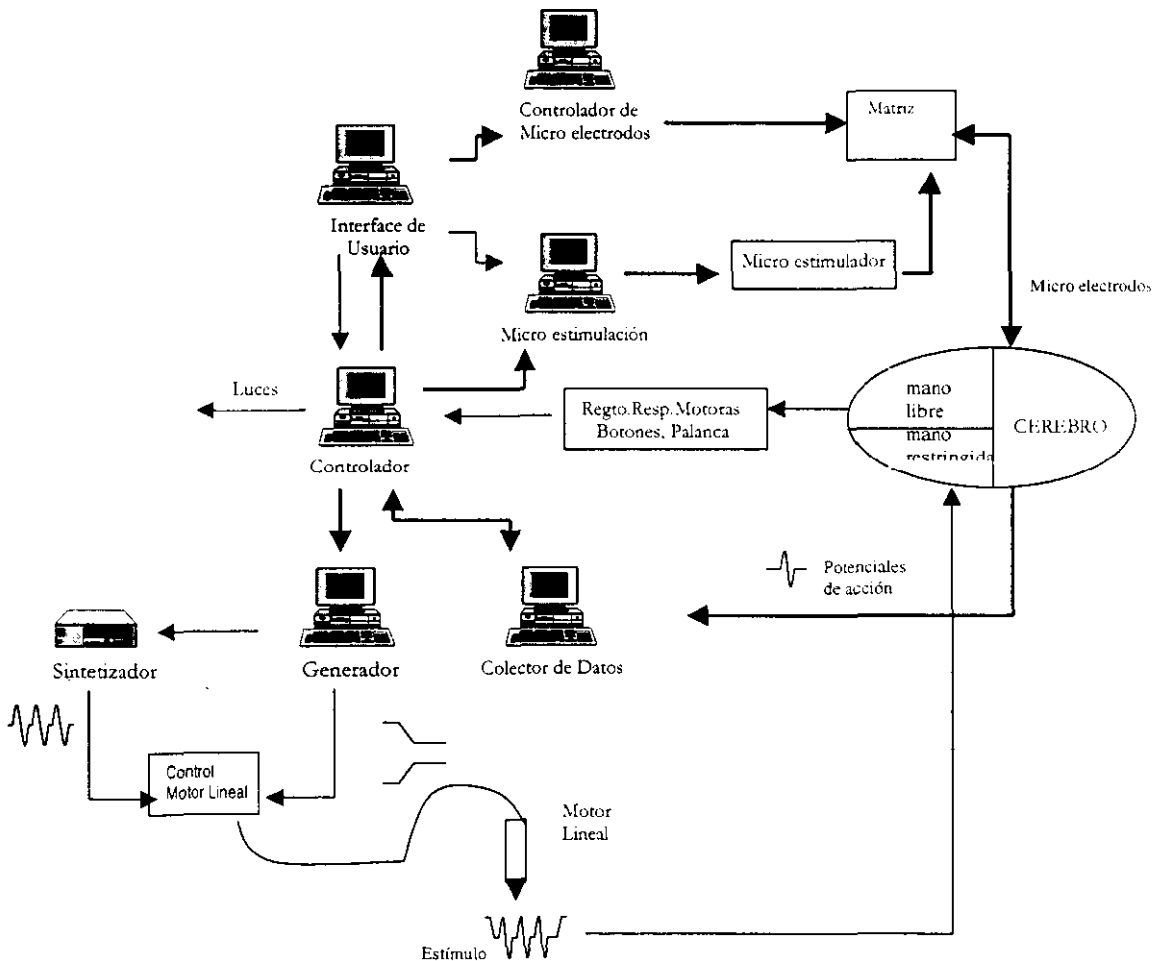 Controlador de
Micro electrodos
Matriz
Interface de
Usuario
Micro estimulador
Micro electrodos
Micro estimulación
Luces
Regto.Resp.Motoras
Botones, Palanca
mano
libre
mano
restringida
CEREBRO
Controlador
Potenciales
de acción
Sintetizador
Generador
Colector de Datos
Control
Motor Lineal
Motor
Lineal
Estímulo